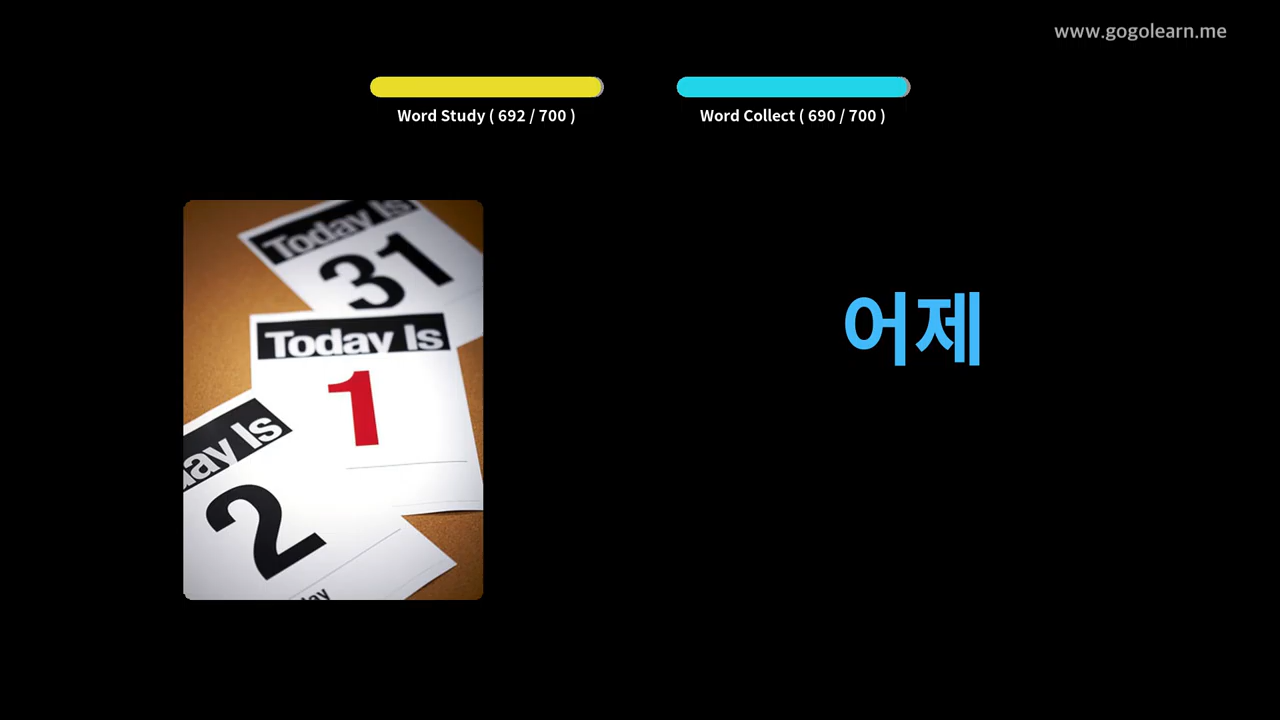 www.gogolearn.me
Word Study ( 692 / 700 )
Word Collect ( 690 / 700 )
Today Is
31
Today Is
1
어제
ay Is
2